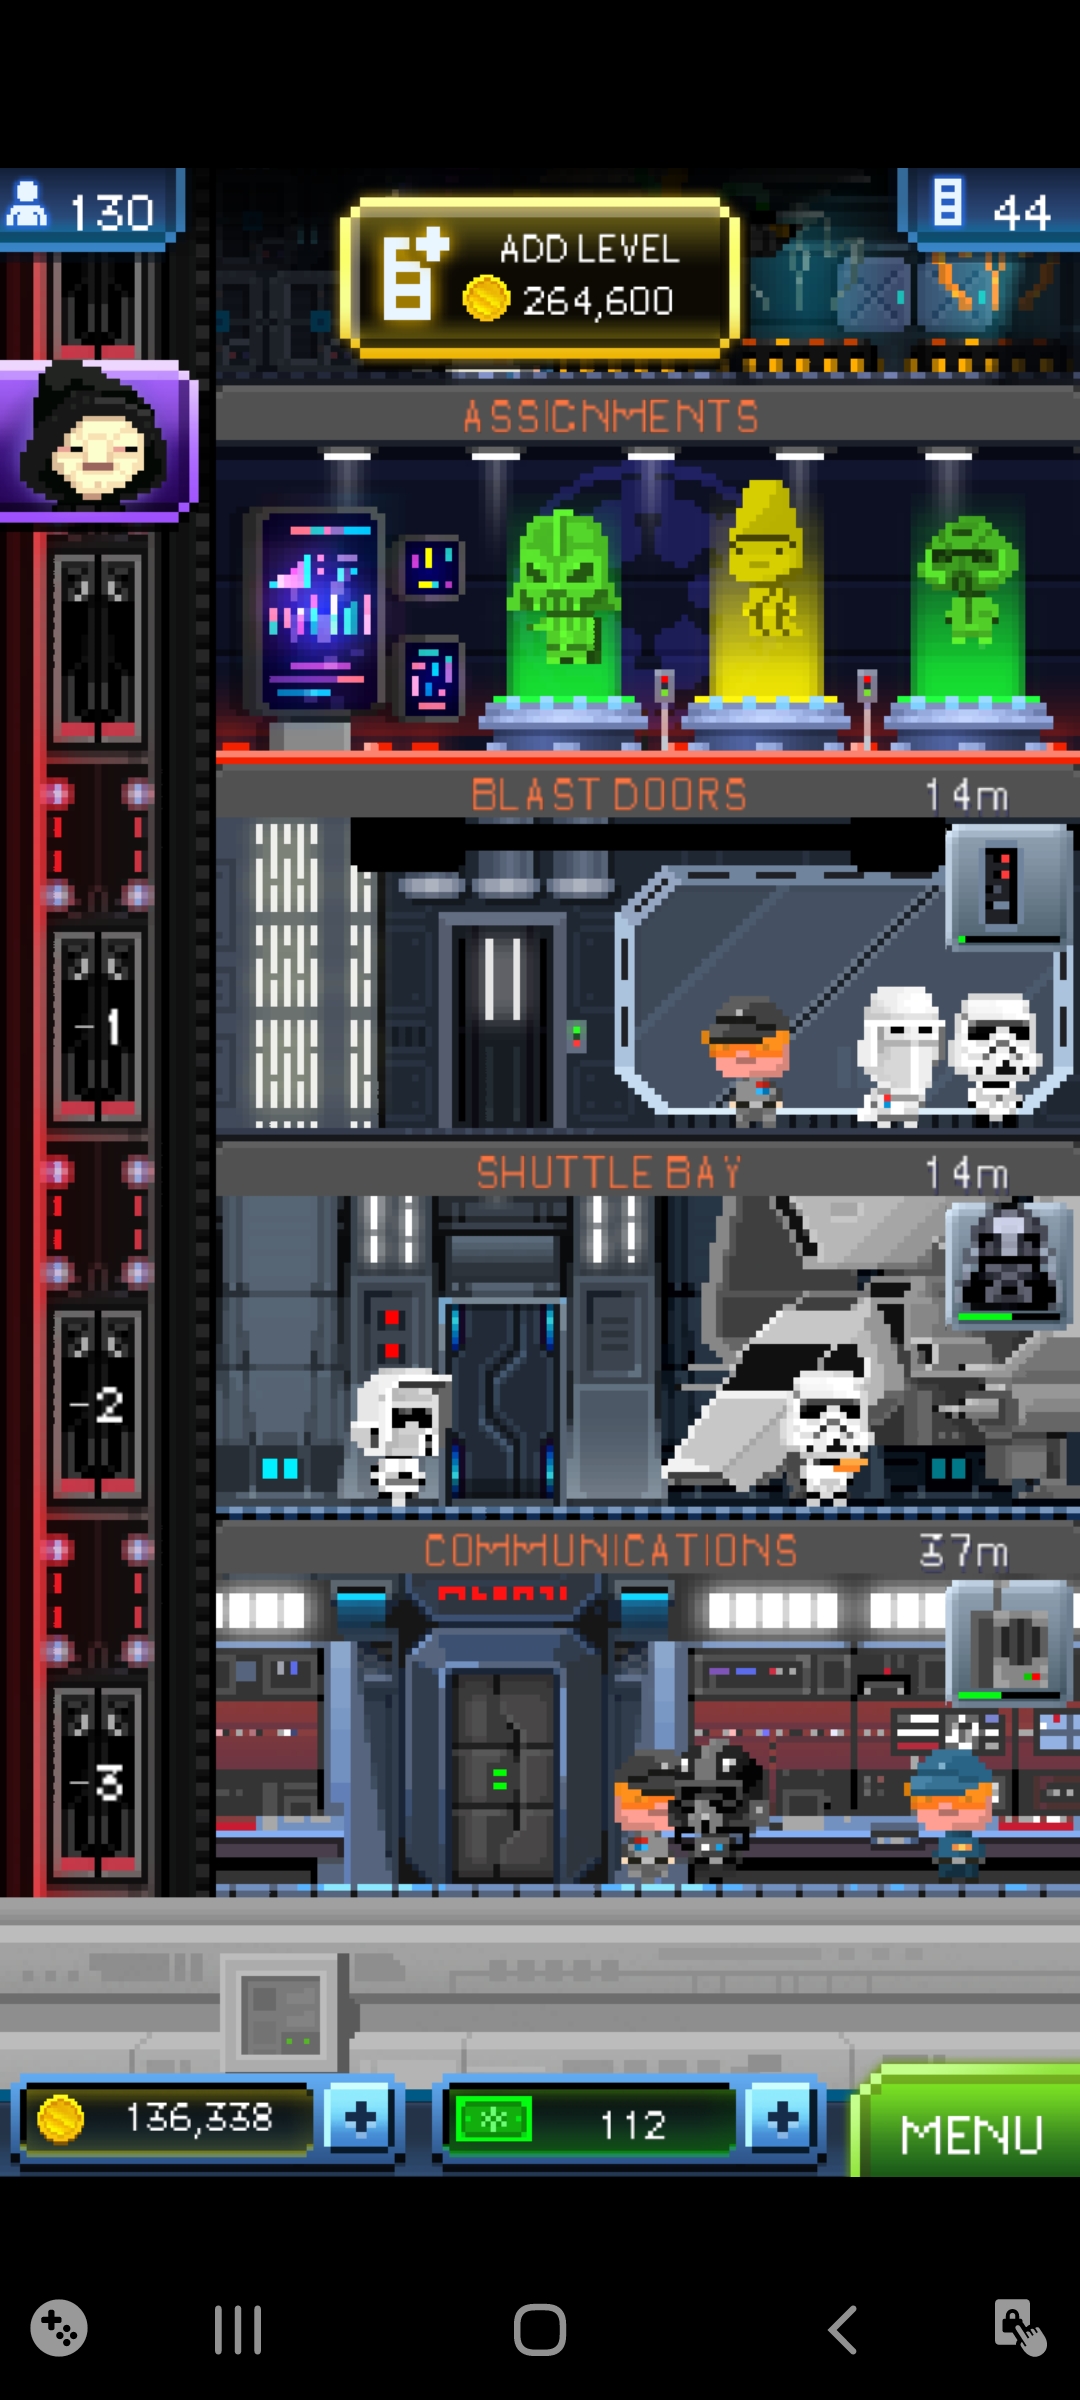 130
ADD LEVEL
264,600
44
ASSIGNMENTS
BLAST DOORS 14m
-1
SHUTTLE BAY 14m
-2
COMMUNICATIONS 37m
-3
136,338
112
MENU